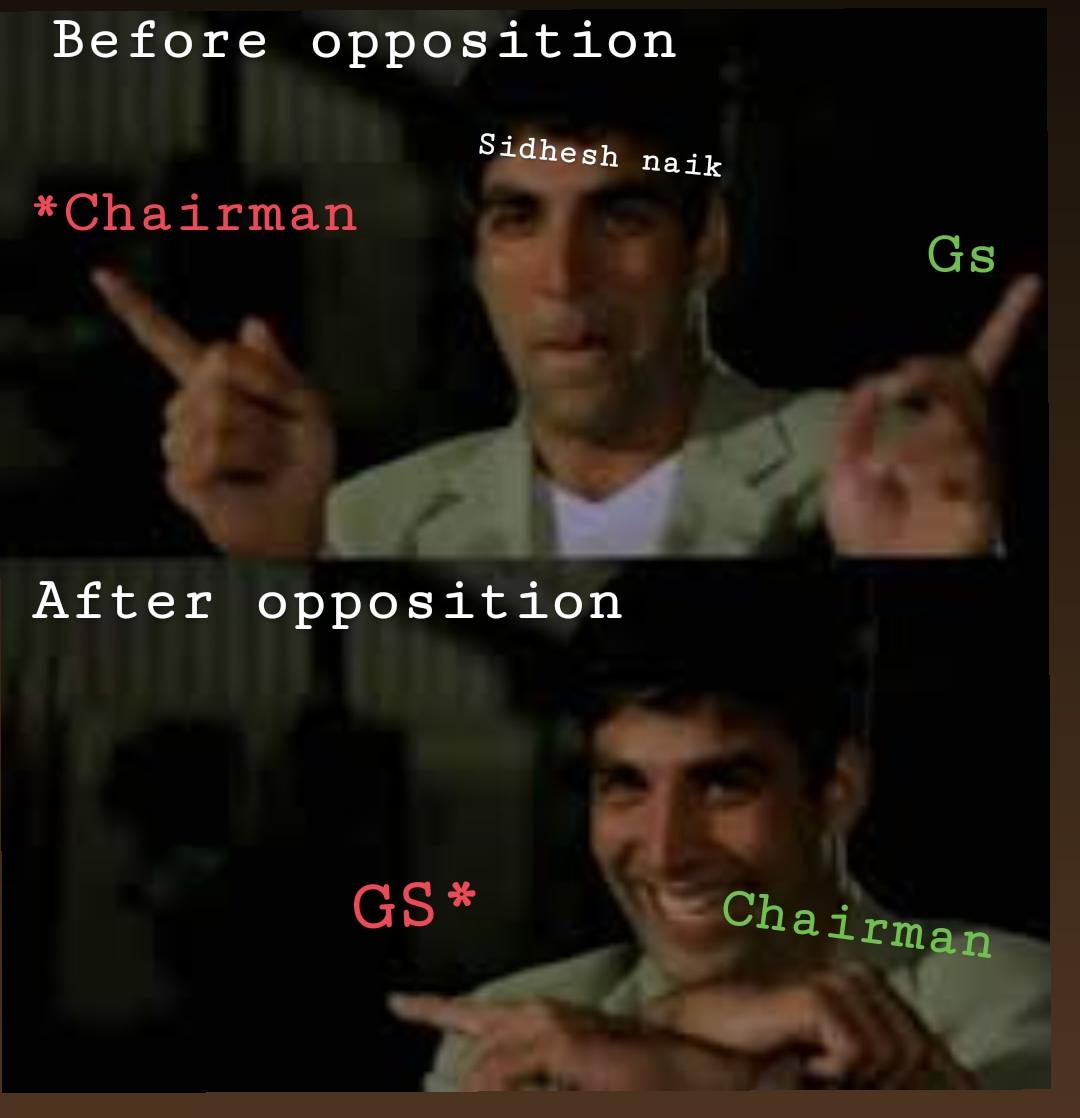 Before opposition
Sidhesh naik
*Chairman
Gs
After opposition
GS*
Chairman